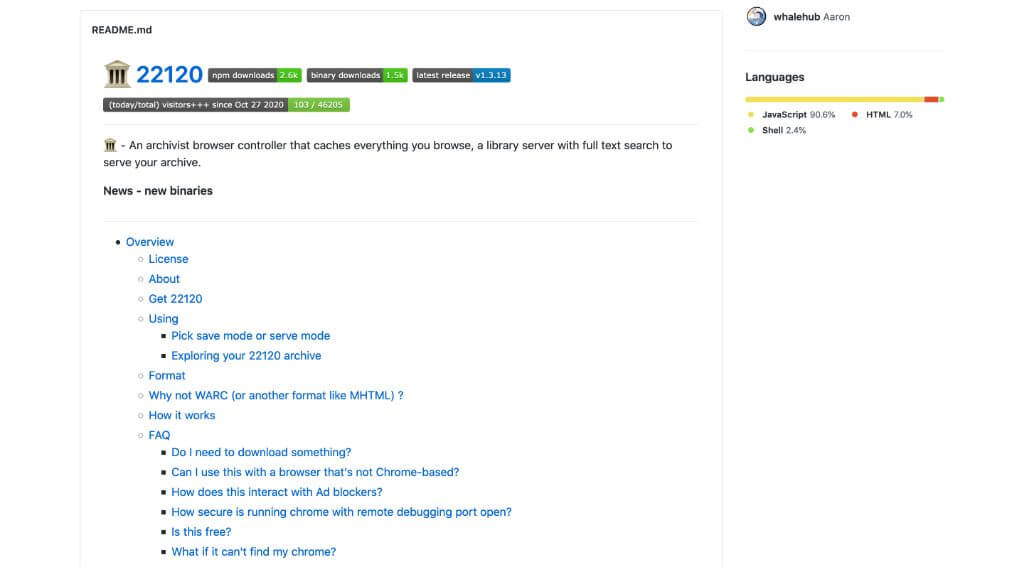 README.md
22120 npm downloads 2.6k binary downloads 1.5k latest release v1.3.13
(today/total) visitors+++ since Oct 27 2020 103 / 46205
- An archivist browser controller that caches everything you browse, a library server with full text search to
serve your archive.
News - new binaries
Overview
License
About
Get 22120
Using
Pick save mode or serve mode
Exploring your 22120 archive
Format
Why not WARC (or another format like MHTML) ?
How it works
FAQ
Do I need to download something?
Can I use this with a browser that's not Chrome-based?
How does this interact with Ad blockers?
How secure is running chrome with remote debugging port open?
Is this free?
What if it can't find my chrome?
whalehub Aaron
Languages
JavaScript 90.6% HTML 7.0%
Shell 2.4%